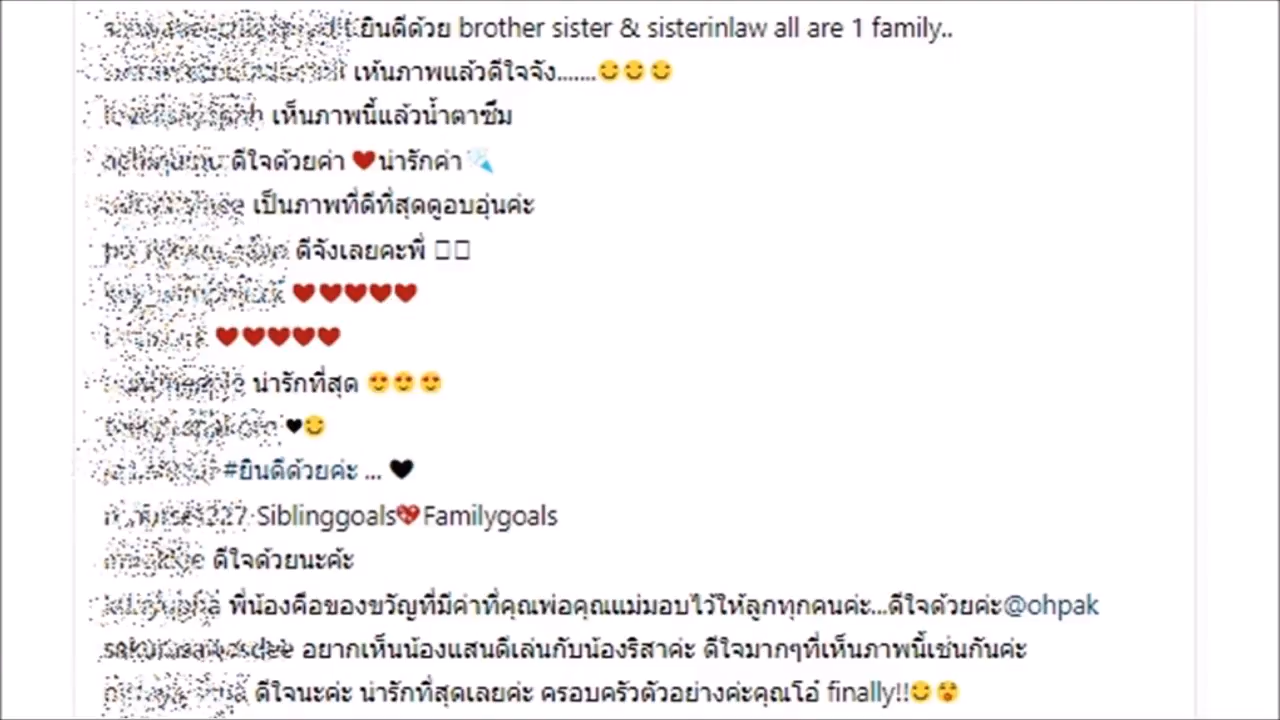 ยินดีด้วย brother sister & sisterinlaw all are 1 family..
เห้นภาพแล้วดีใจจัง.......
เห็นภาพนี้แล้วน้ำตาซึม
ดีใจด้วยค่า น่ารักค่า
เป็นภาพที่ดีที่สุดดูอบอุ่นค่ะ
ดีจังเลยคะพี่
น่ารักที่สุด
#ยินดีด้วยค่ะ ...
Siblinggoals Familygoals
ดีใจด้วยนะค้ะ
พี่น้องคือของขวัญที่มีค่าที่คุณพ่อคุณแม่มอบไว้ให้ลูกทุกคนค่ะ...ดีใจด้วยค่ะ@ohpak
อยากเห็นน้องแสนดีเล่นกับน้องริสาค่ะ ดีใจมากๆที่เห็นภาพนี้เช่นกันค่ะ
ดีใจนะค่ะ น่ารักที่สุดเลยค่ะ ครอบครัวตัวอย่างค่ะคุณโอ๋ finally!!